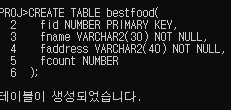 PROJ>CREATE TABLE bestfood(
2 fid NUMBER PRIMARY KEY,
3 fname VARCHAR2(30) NOT NULL,
4 faddress VARCHAR2(40) NOT NULL,
5 fcount NUMBER
6 );
테이블이 생성되었습니다.